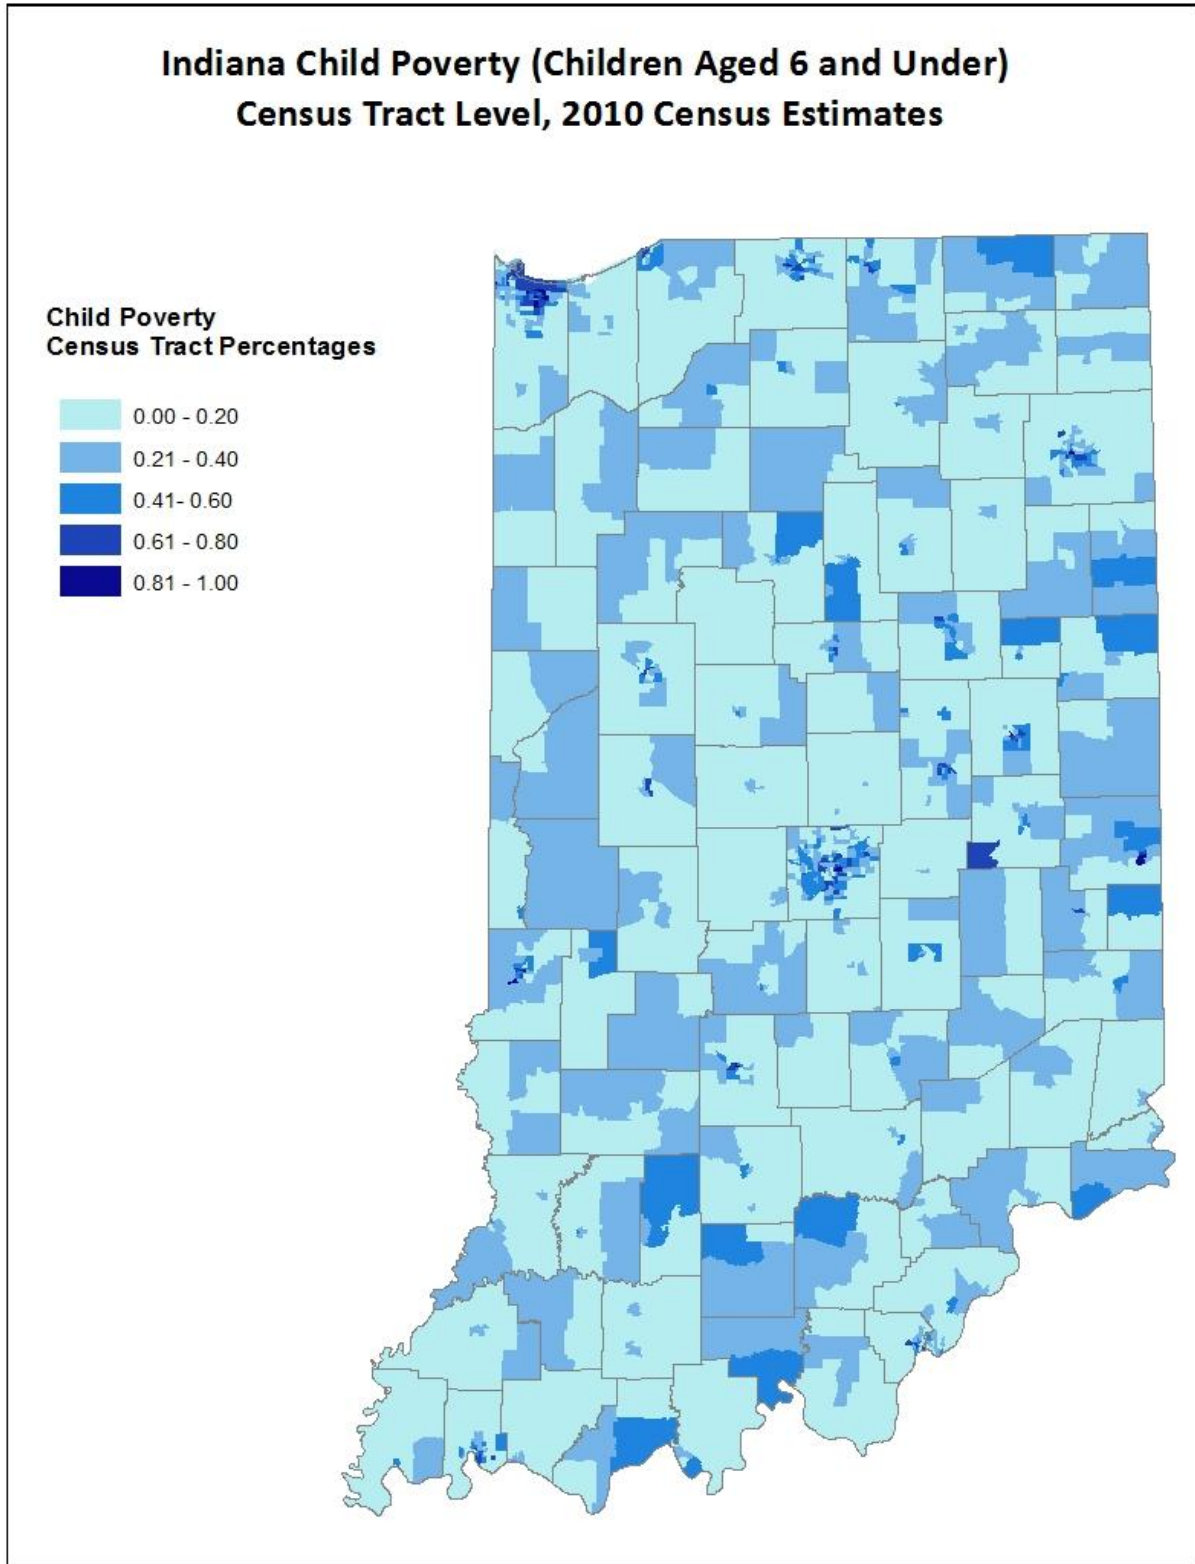 Indiana Child Poverty (Children Aged 6 and Under)
Census Tract Level, 2010 Census Estimates
Child Poverty
Census Tract Percentages
0.00 - 0.20
0.21 - 0.40
0.41- 0.60
0.61 - 0.80
0.81 - 1.00